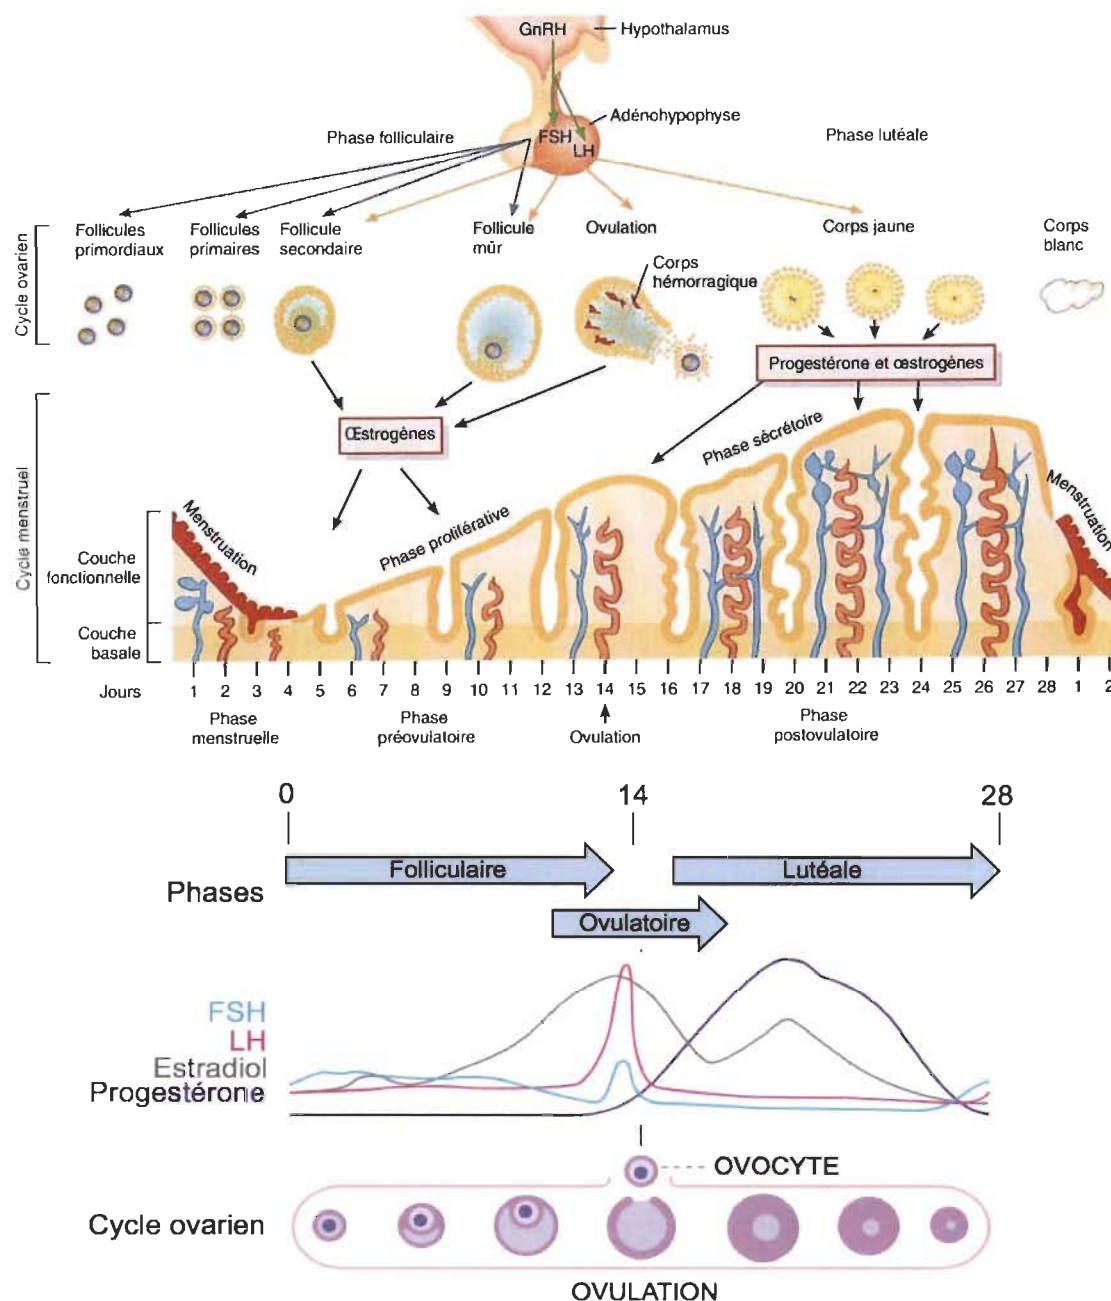 GnRH
Hypothalamus
Adénohypophyse
Phase folliculaire
FSH
LH
Phase lutéale
Cycle ovarien
Follicules
primordiaux
Follicules
primaires
Follicule
secondaire
Follicule
mûr
Ovulation
Corps jaune
Corps
blanc
Corps
hémorragique
Progestérone et œstrogènes
Œstrogènes
Cycle menstruel
Phase sécrétoire
Phase proliférative
Menstruation
Menstruation
Couche
fonctionnelle
Couche
basale
Jours
1 2 3 4 5 6 7 8 9 10 11 12 13 14 15 16 17 18 19 20 21 22 23 24 25 26 27 28 1 2
Phase
menstruelle
Phase
préovulatoire
Ovulation
Phase
postovulatoire
0 14 28
Phases
Folliculaire
Lutéale
Ovulatoire
FSH
LH
Estradiol
Progestérone
OVOCYTE
Cycle ovarien
OVULATION